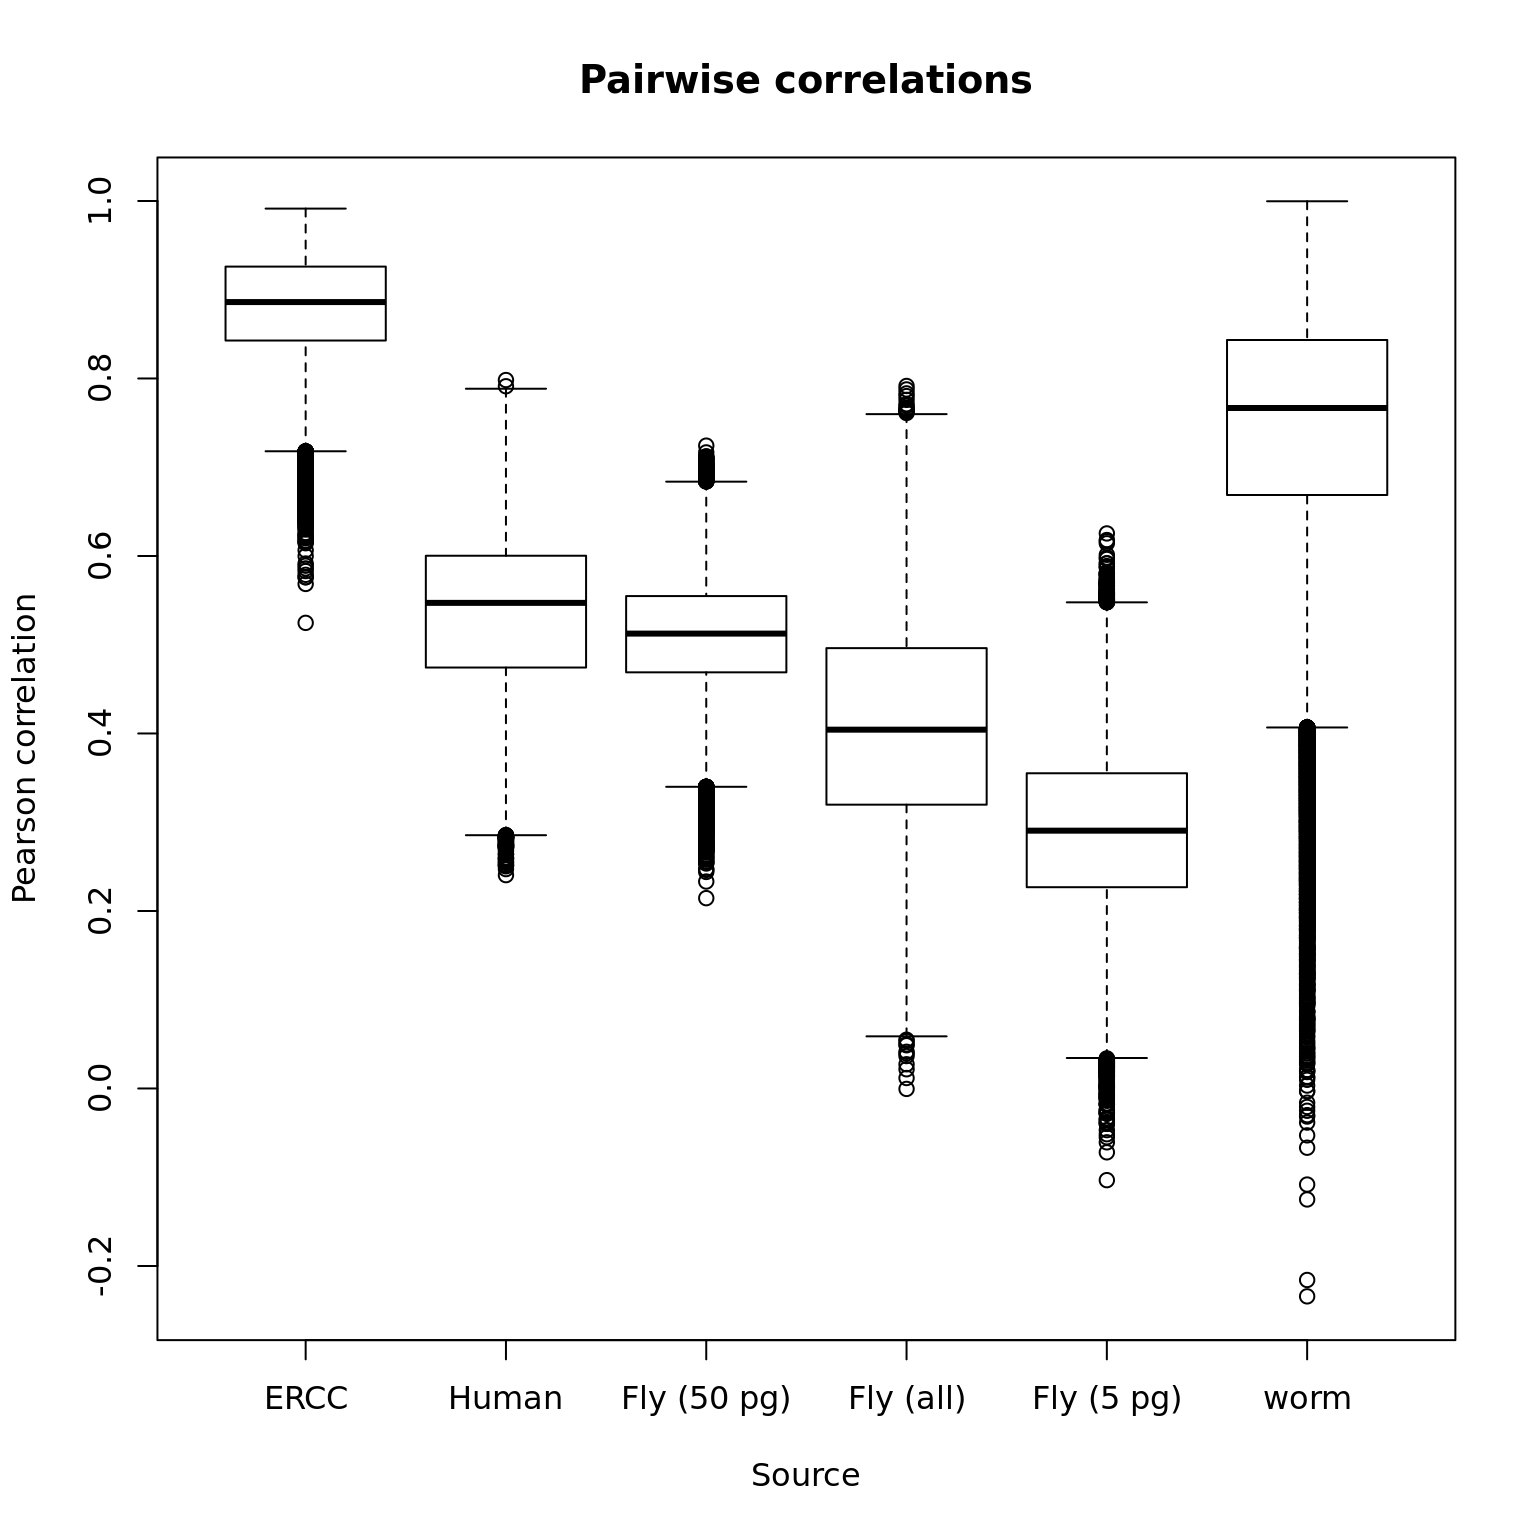 Pairwise correlations
Pearson correlation
1.0
0.8
0.6
0.4
0.2
0.0
-0.2
ERCC Human Fly (50 pg) Fly (all) Fly (5 pg) worm
Source